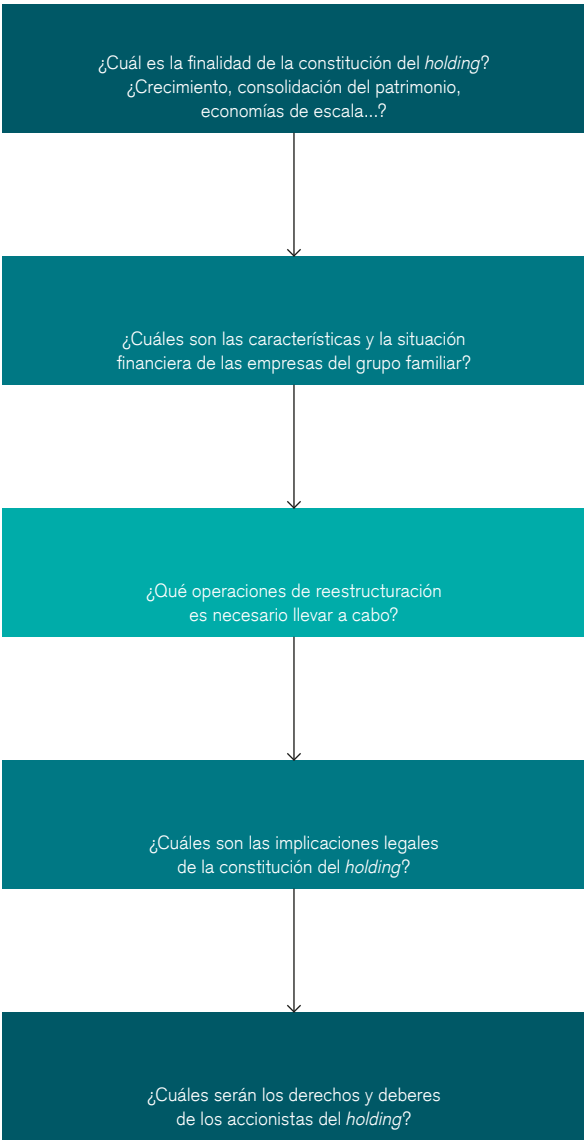 ¿Cuál es la finalidad de la constitución del holding?
¿Crecimiento, consolidación del patrimonio,
economías de escala...?
¿Cuáles son las característícas y la situación
financiera de las empresas del grupo familiar?
¿Qué operaciones de reestructuración
es necesario llevar a cabo?
¿Cuáles son las implicaciones legales
de la constitución del holding?
¿Cuáles serán los derechos y deberes
de los accionistas del holding?